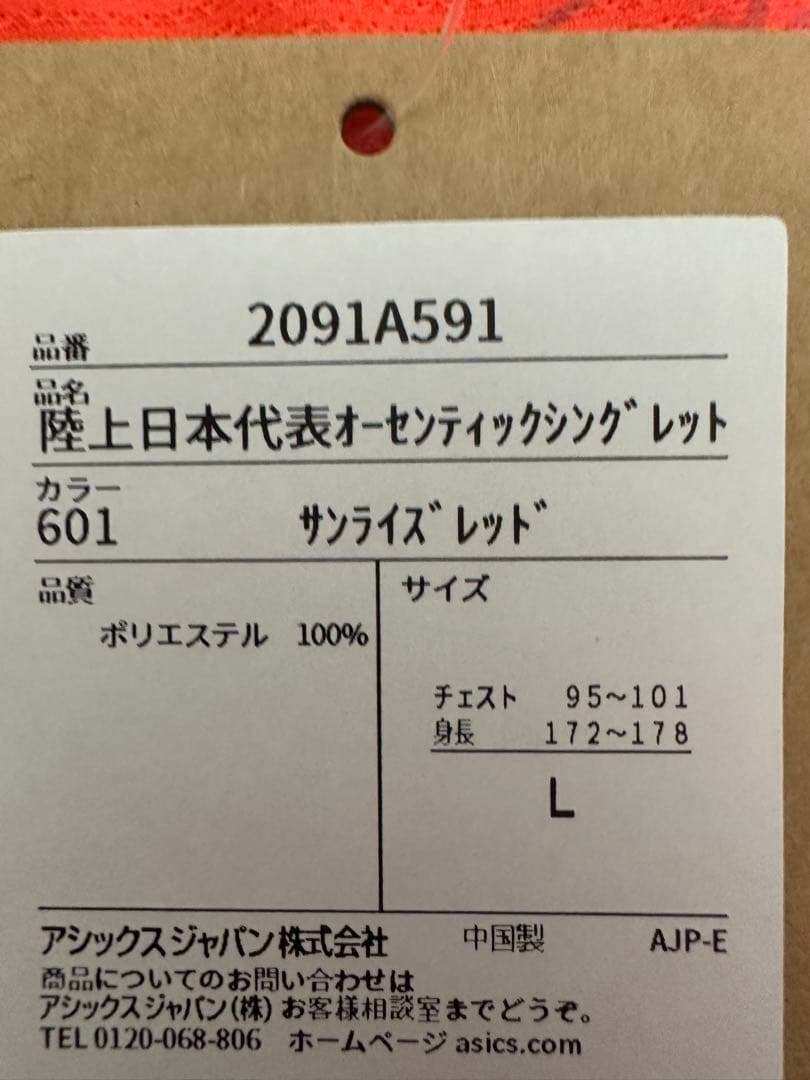 2091A591
品番
品名
陸上日本代表ｵｰｾﾝﾃｨｯｸｼﾝｸﾞﾚｯﾄ
カラー
601 ｻﾝﾗｲｽﾞﾚｯﾄﾞ
品質 サイズ
ポリエステル 100%
チェスト 95～101
身長 172～178
L
アシックスジャパン株式会社 中国製 AJP-E
商品についてのお問い合わせは
アシックスジャパン(株)お客様相談室までどうぞ。
TEL 0120-068-806 ホームページ asics.com